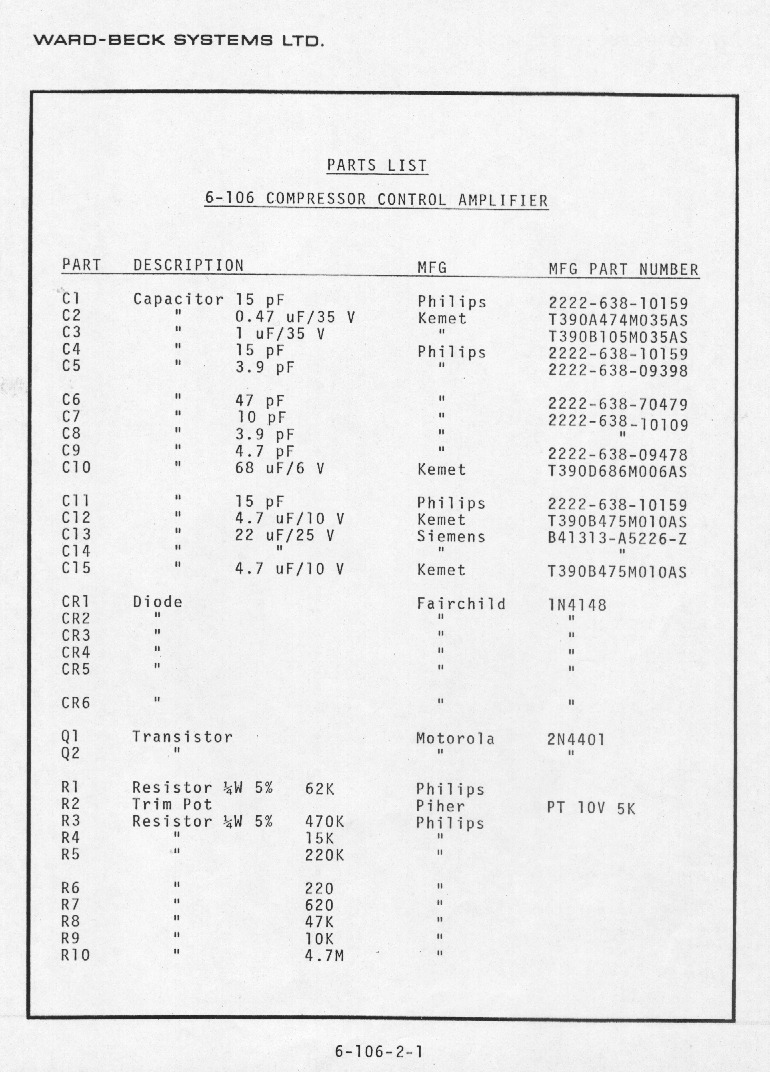 WARD-BECK SYSTEMS LTD.
PARTS LIST
6-106 COMPRESSOR CONTROL AMPLIFIER
PART DESCRIPTION MFG MFG PART NUMBER
C1 Capacitor 15 pF Philips 2222-638-10159
C2 " 0.47 uF/35 V Kemet T390A474M035AS
C3 " 1 uF/35 V " T390B105M035AS
C4 " 15 pF Philips 2222-638-10159
C5 " 3.9 pF " 2222-638-09398
C6 " 47 pF " 2222-638-70479
C7 " 10 pF " 2222-638-10109
C8 " 3.9 pF " "
C9 " 4.7 pF " 2222-638-09478
C10 " 68 uF/6 V Kemet T390D686M006AS
C11 " 15 pF Philips 2222-638-10159
C12 " 4.7 uF/10 V Kemet T390B475M010AS
C13 " 22 uF/25 V Siemens B41313-A5226-Z
C14 " " " "
C15 " 4.7 uF/10 V Kemet T390B475M010AS
CR1 Diode Fairchild 1N4148
CR2 " " "
CR3 " " "
CR4 " " "
CR5 " " "
CR6 " " "
Q1 Transistor Motorola 2N4401
Q2 " " "
R1 Resistor ¼W 5% 62K Philips
R2 Trim Pot Piher PT 10V 5K
R3 Resistor ¼W 5% 470K Philips
R4 " 15K "
R5 " 220K "
R6 " 220 "
R7 " 620 "
R8 " 47K "
R9 " 10K "
R10 " 4.7M "
6-106-2-1